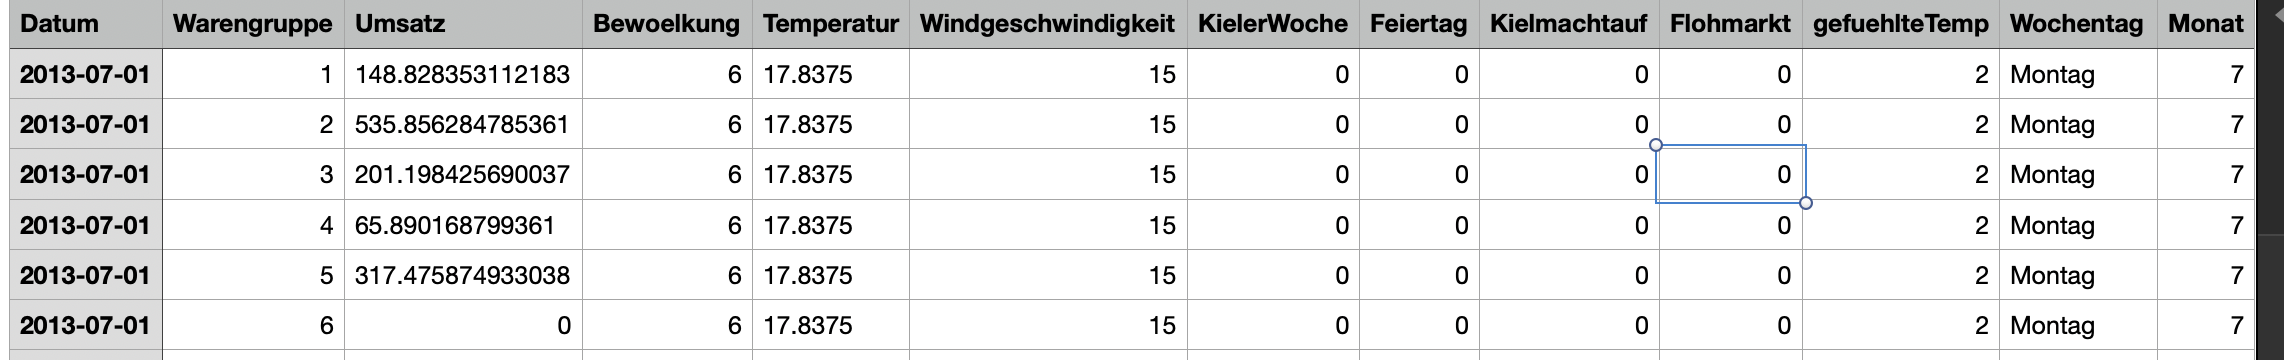 Datum Warengruppe Umsatz Bewoelkung Temperatur Windgeschwindigkeit KielerWoche Feiertag Kielmachtauf Flohmarkt gefuehlteTemp Wochentag Monat
2013-07-01 1 148.828353112183 6 17.8375 15 0 0 0 0 2 Montag 7
2013-07-01 2 535.856284785361 6 17.8375 15 0 0 0 0 2 Montag 7
2013-07-01 3 201.198425690037 6 17.8375 15 0 0 0 0 2 Montag 7
2013-07-01 4 65.890168799361 6 17.8375 15 0 0 0 0 2 Montag 7
2013-07-01 5 317.475874933038 6 17.8375 15 0 0 0 0 2 Montag 7
2013-07-01 6 0 6 17.8375 15 0 0 0 0 2 Montag 7